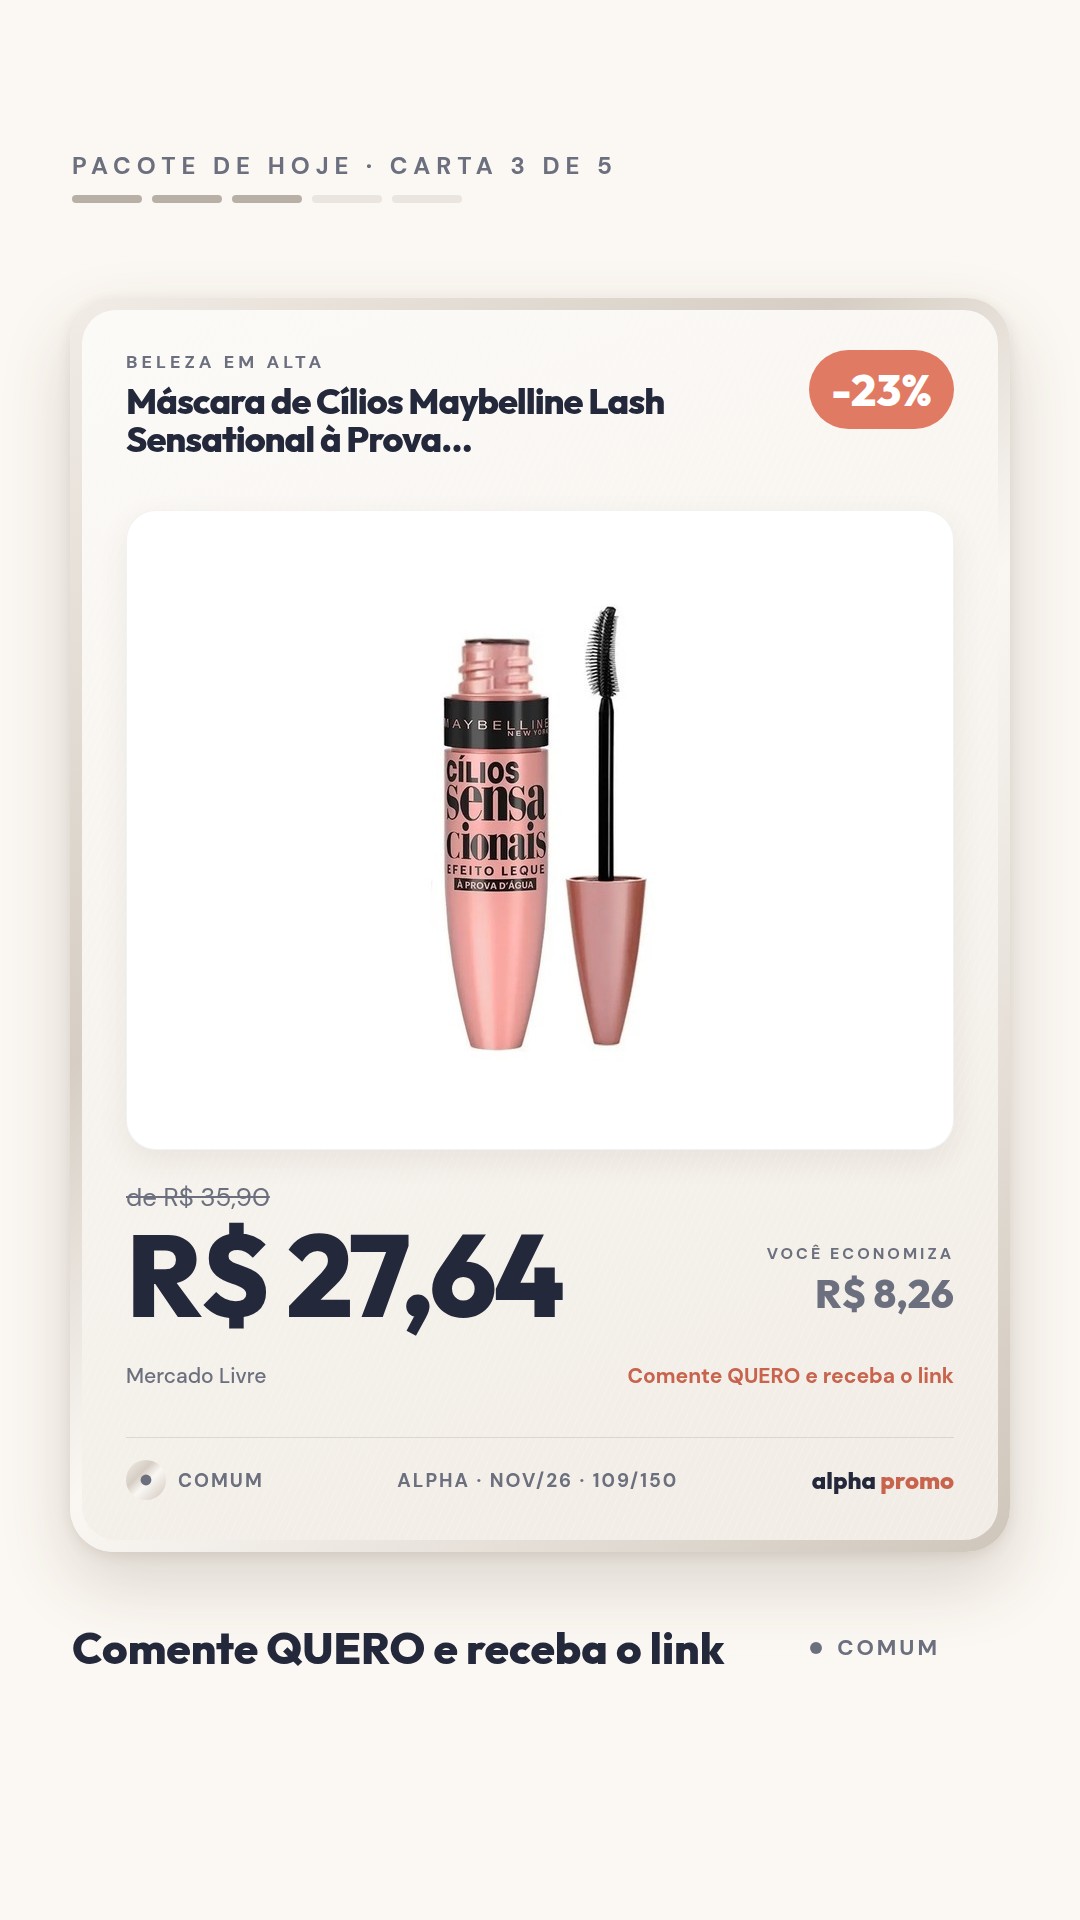 PACOTE DE HOJE · CARTA 3 DE 5
BELEZA EM ALTA
Máscara de Cílios Maybelline Lash
Sensational à Prova...
-23%
MAYBELLINE
NEW YORK
CÍLIOS
sensa
cionais
EFEITO LEQUE
À PROVA D'ÁGUA
de R$ 35,90
R$ 27,64
VOCÊ ECONOMIZA
R$ 8,26
Mercado Livre
Comente QUERO e receba o link
COMUM
ALPHA · NOV/26 · 109/150
alpha promo
Comente QUERO e receba o link
COMUM